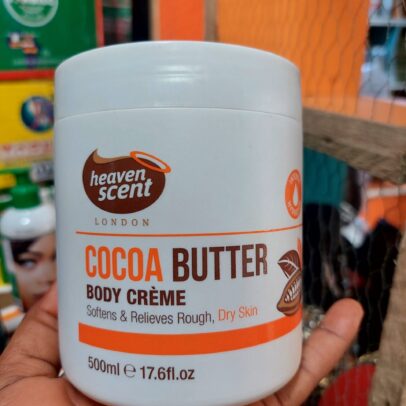 heaven
scent
LONDON
COCOA BUTTER
BODY CRÈME
Softens & Relieves Rough, Dry Skin
500ml ℮ 17.6fl.oz